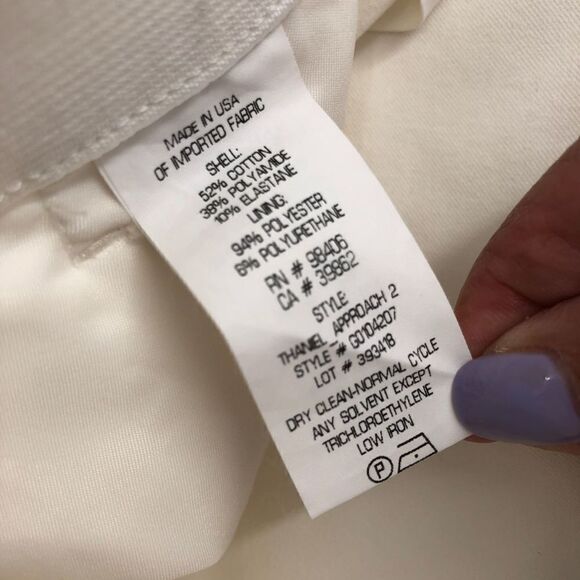 MADE IN USA
OF IMPORTED FABRIC
SHELL:
52% COTTON
38% POLYAMIDE
10% ELASTANE
LINING:
94% POLYESTER
6% POLYURETHANE
RN # 98406
CA # 39862
STYLE:
THANIEL_APPROACH 2
STYLE # G0104207
LOT # 393418
DRY CLEAN-NORMAL CYCLE
ANY SOLVENT EXCEPT
TRICHLOROETHYLENE
LOW IRON
P